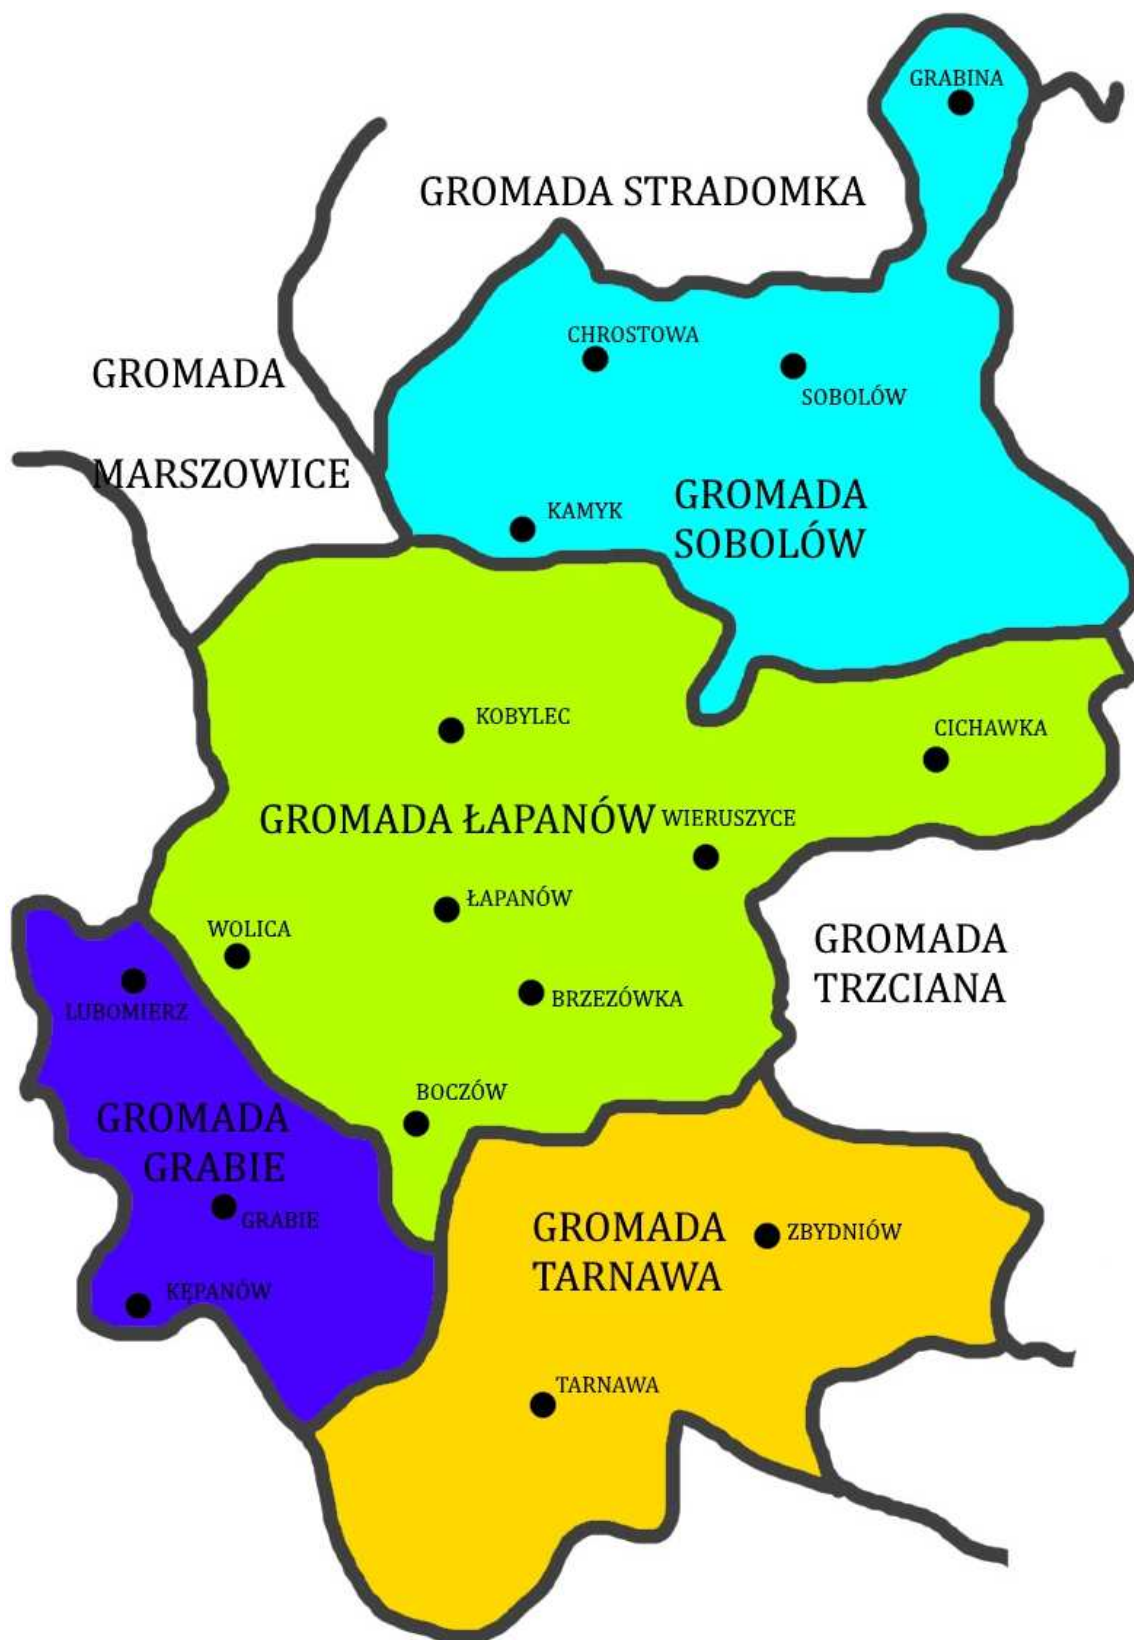 GRABINA
GROMADA STRADOMKA
CHROSTOWA
GROMADA
SOBOLÓW
MARSZOWICE
GROMADA
SOBOLÓW
KAMYK
KOBYLEC
CICHAWKA
GROMADA ŁAPANÓW
WIERUSZYCE
ŁAPANÓW
WOLICA
GROMADA
TRZCIANA
BRZEZÓWKA
LUBOMIERZ
BOCZÓW
GROMADA
GRABIE
GRABIE
GROMADA
TARNAWA
ZBYDNIÓW
KĘPANÓW
TARNAWA